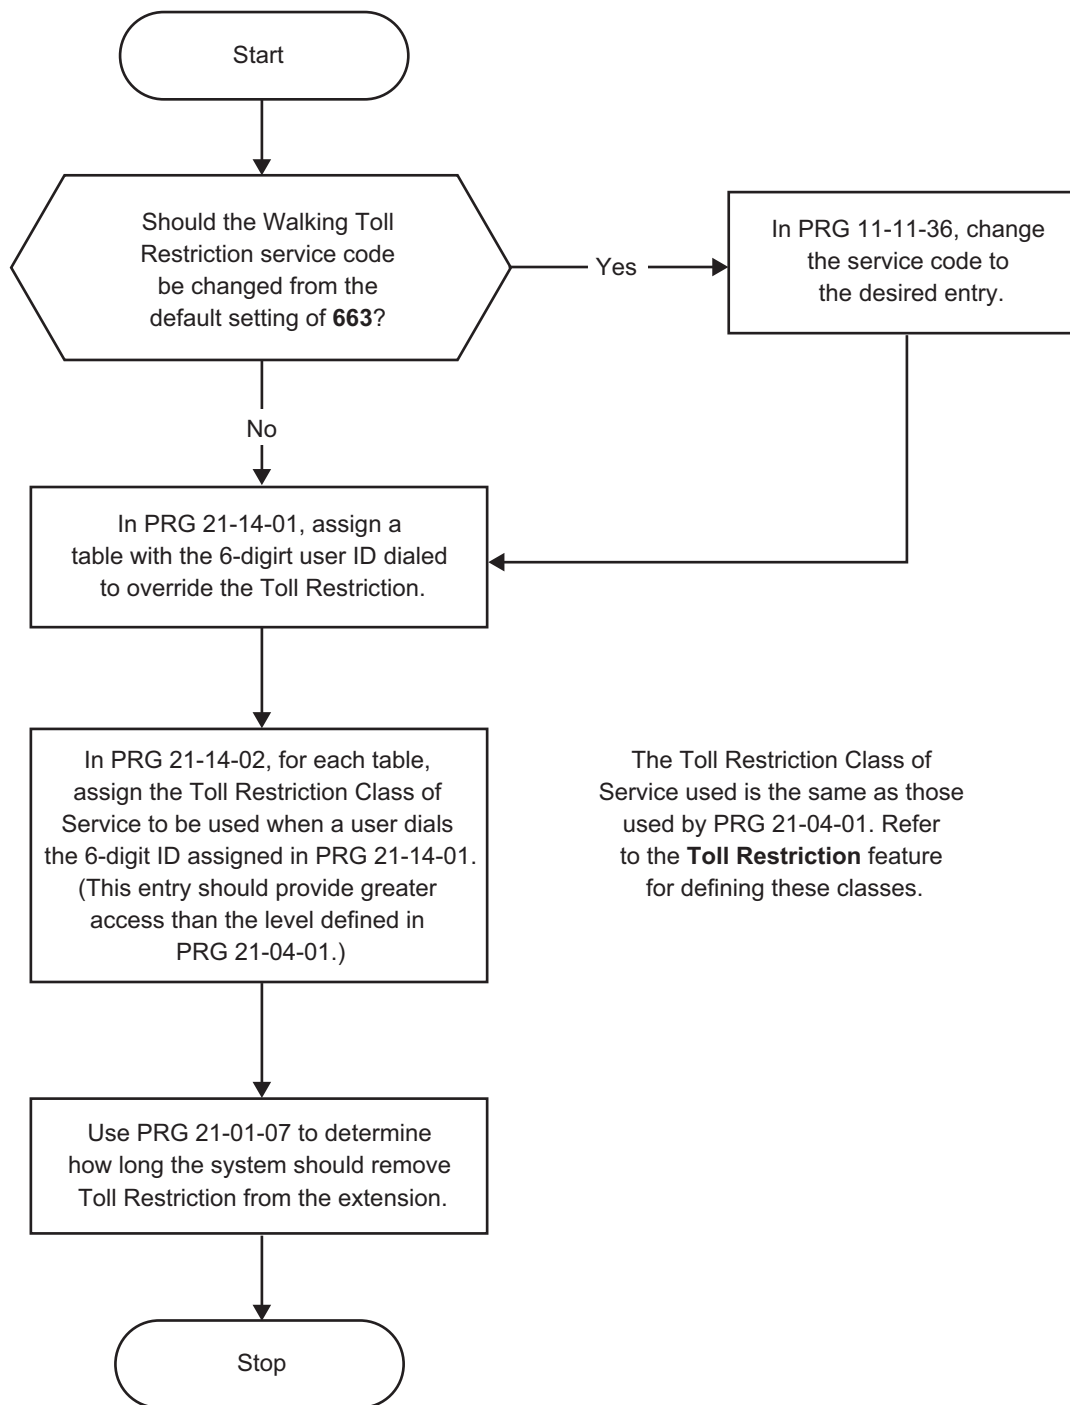 Start
Should the Walking Toll
Restriction service code
be changed from the
default setting of 663?
Yes
In PRG 11-11-36, change
the service code to
the desired entry.
No
In PRG 21-14-01, assign a
table with the 6-digirt user ID dialed
to override the Toll Restriction.
In PRG 21-14-02, for each table,
assign the Toll Restriction Class of
Service to be used when a user dials
the 6-digit ID assigned in PRG 21-14-01.
(This entry should provide greater
access than the level defined in
PRG 21-04-01.)
The Toll Restriction Class of
Service used is the same as those
used by PRG 21-04-01. Refer
to the Toll Restriction feature
for defining these classes.
Use PRG 21-01-07 to determine
how long the system should remove
Toll Restriction from the extension.
Stop